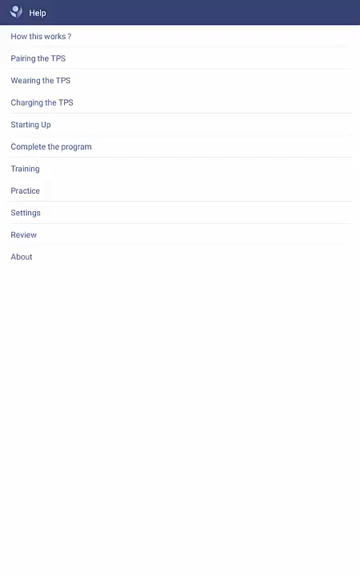 Help
How this works ?
Pairing the TPS
Wearing the TPS
Charging the TPS
Starting Up
Complete the program
Training
Practice
Settings
Review
About